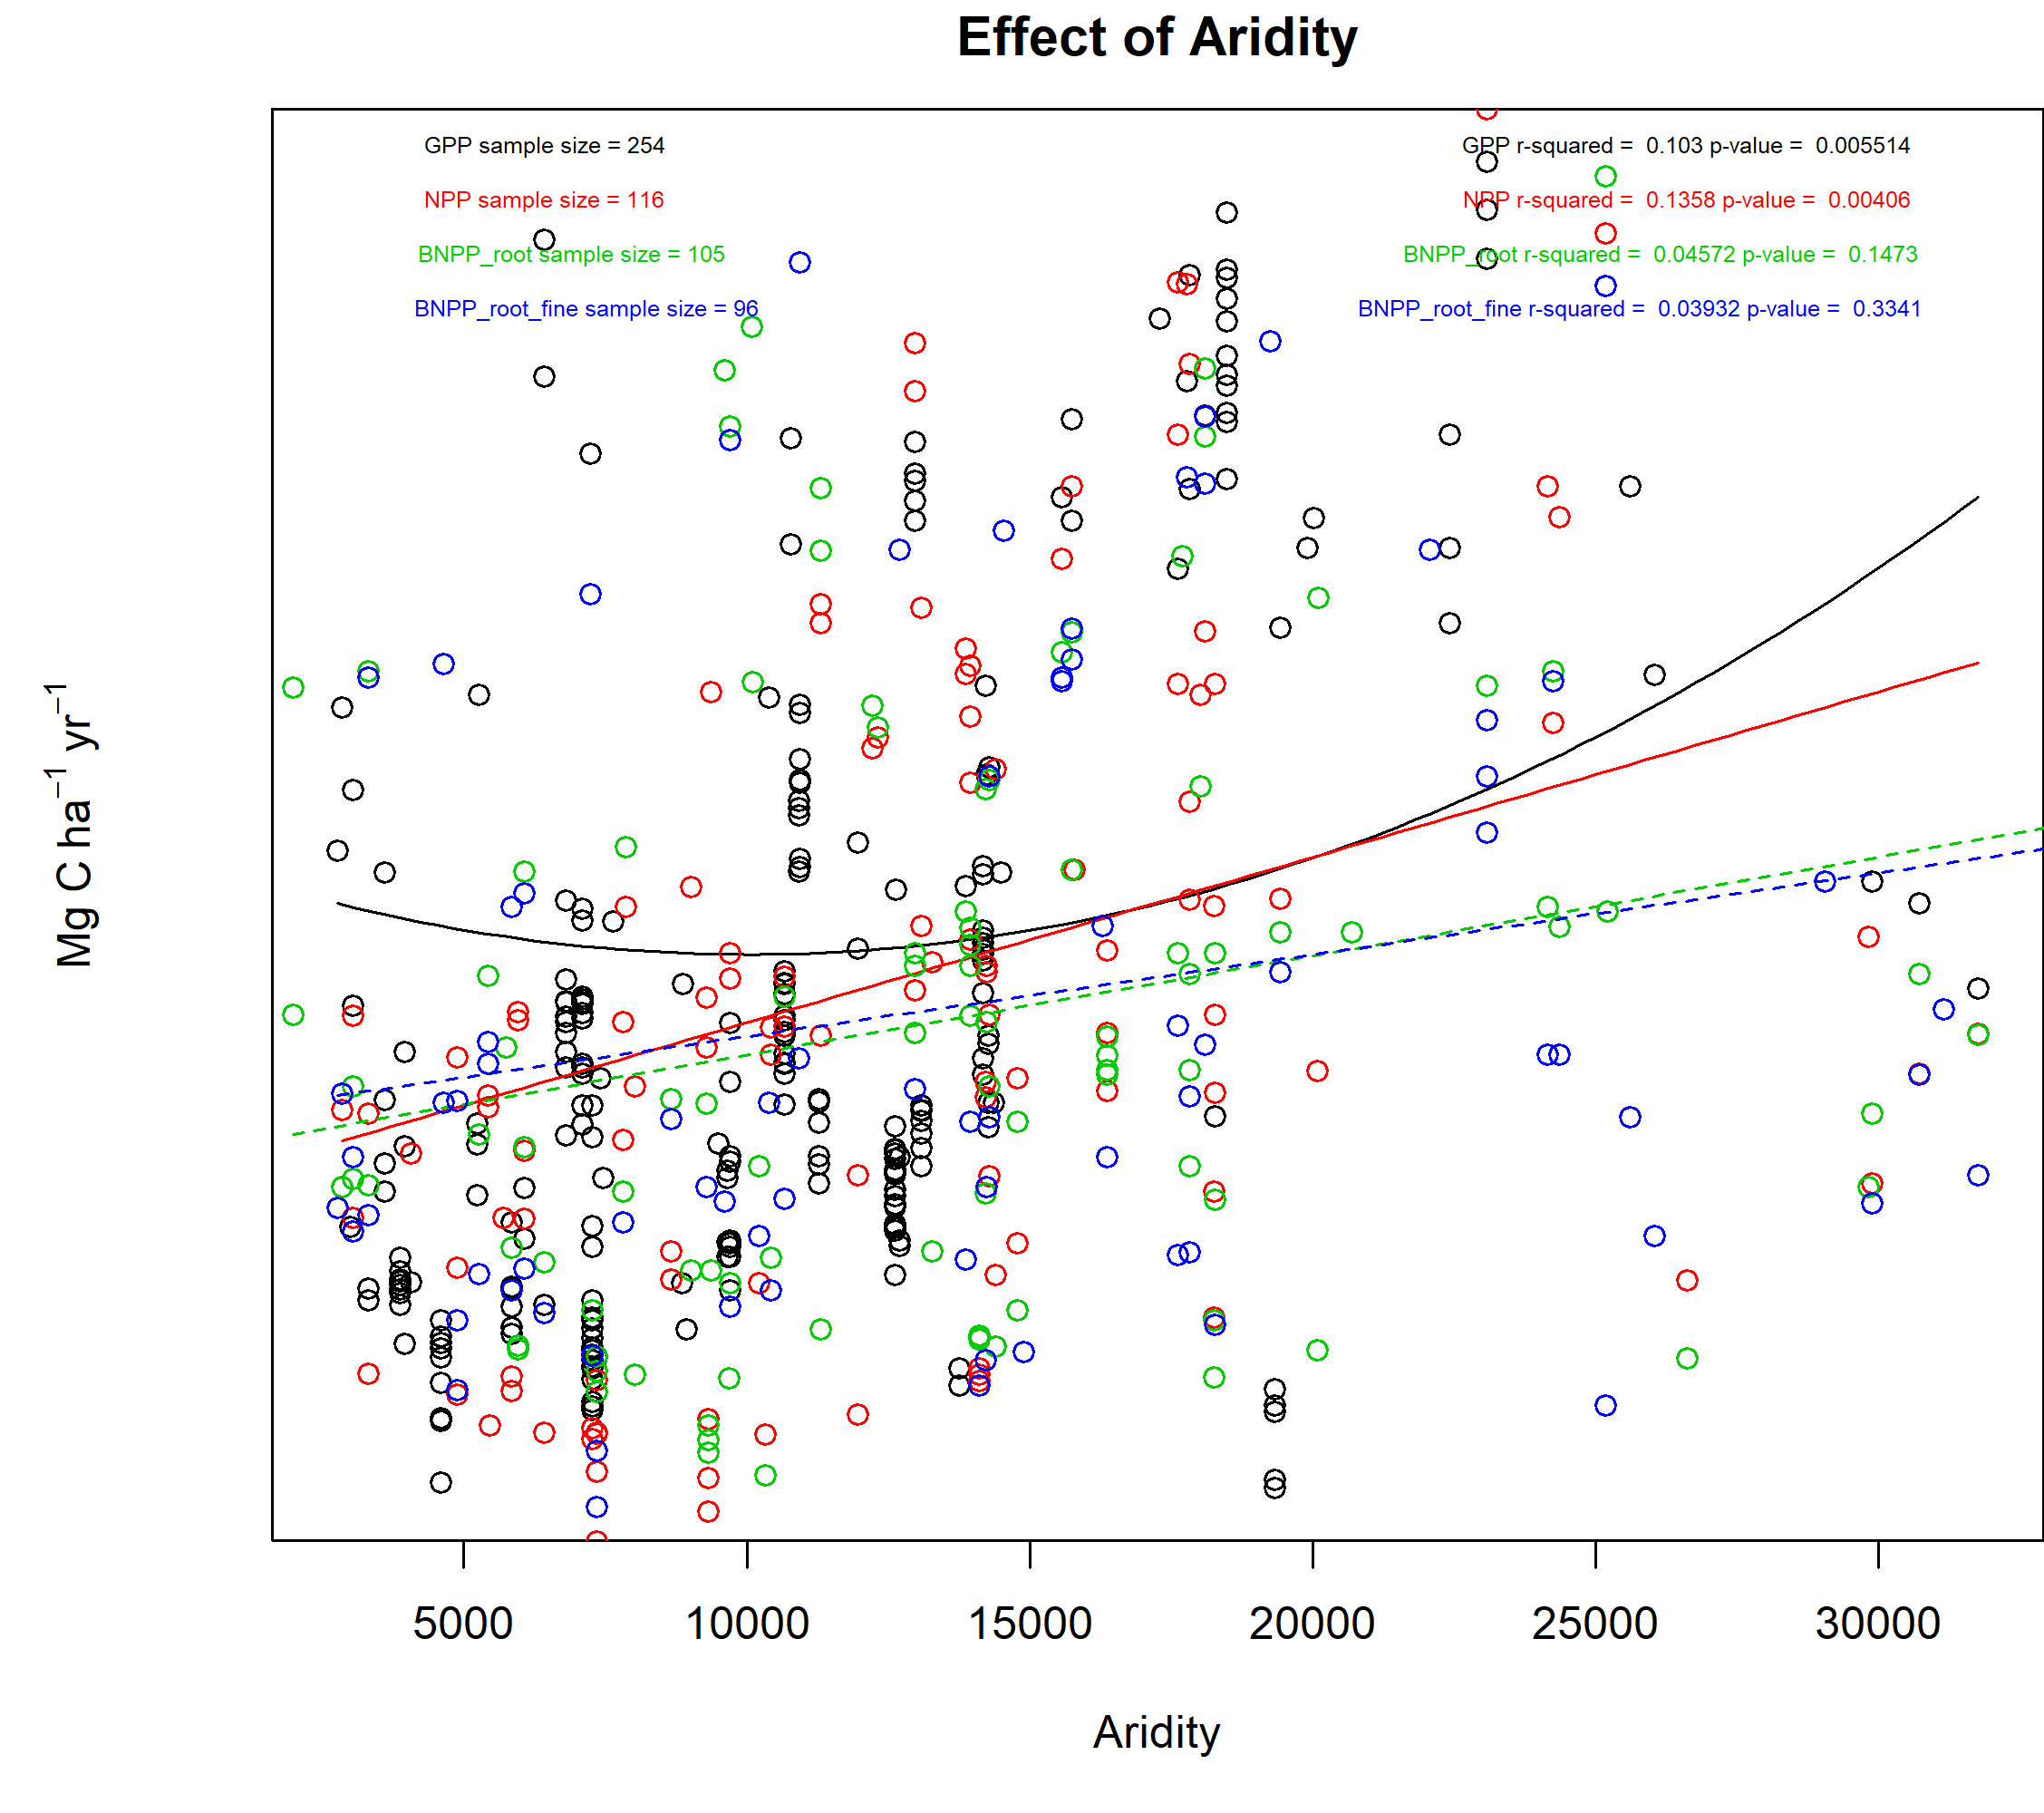 Effect of Aridity
GPP sample size = 254
GPP r-squared =  0.103 p-value =  0.005514
NPP sample size = 116
NPP r-squared =  0.1358 p-value =  0.00406
BNPP_root sample size = 105
BNPP_root r-squared =  0.04572 p-value =  0.1473
BNPP_root_fine sample size = 96
BNPP_root_fine r-squared =  0.03932 p-value =  0.3341
Mg C ha⁻¹ yr⁻¹
5000 10000 15000 20000 25000 30000
Aridity